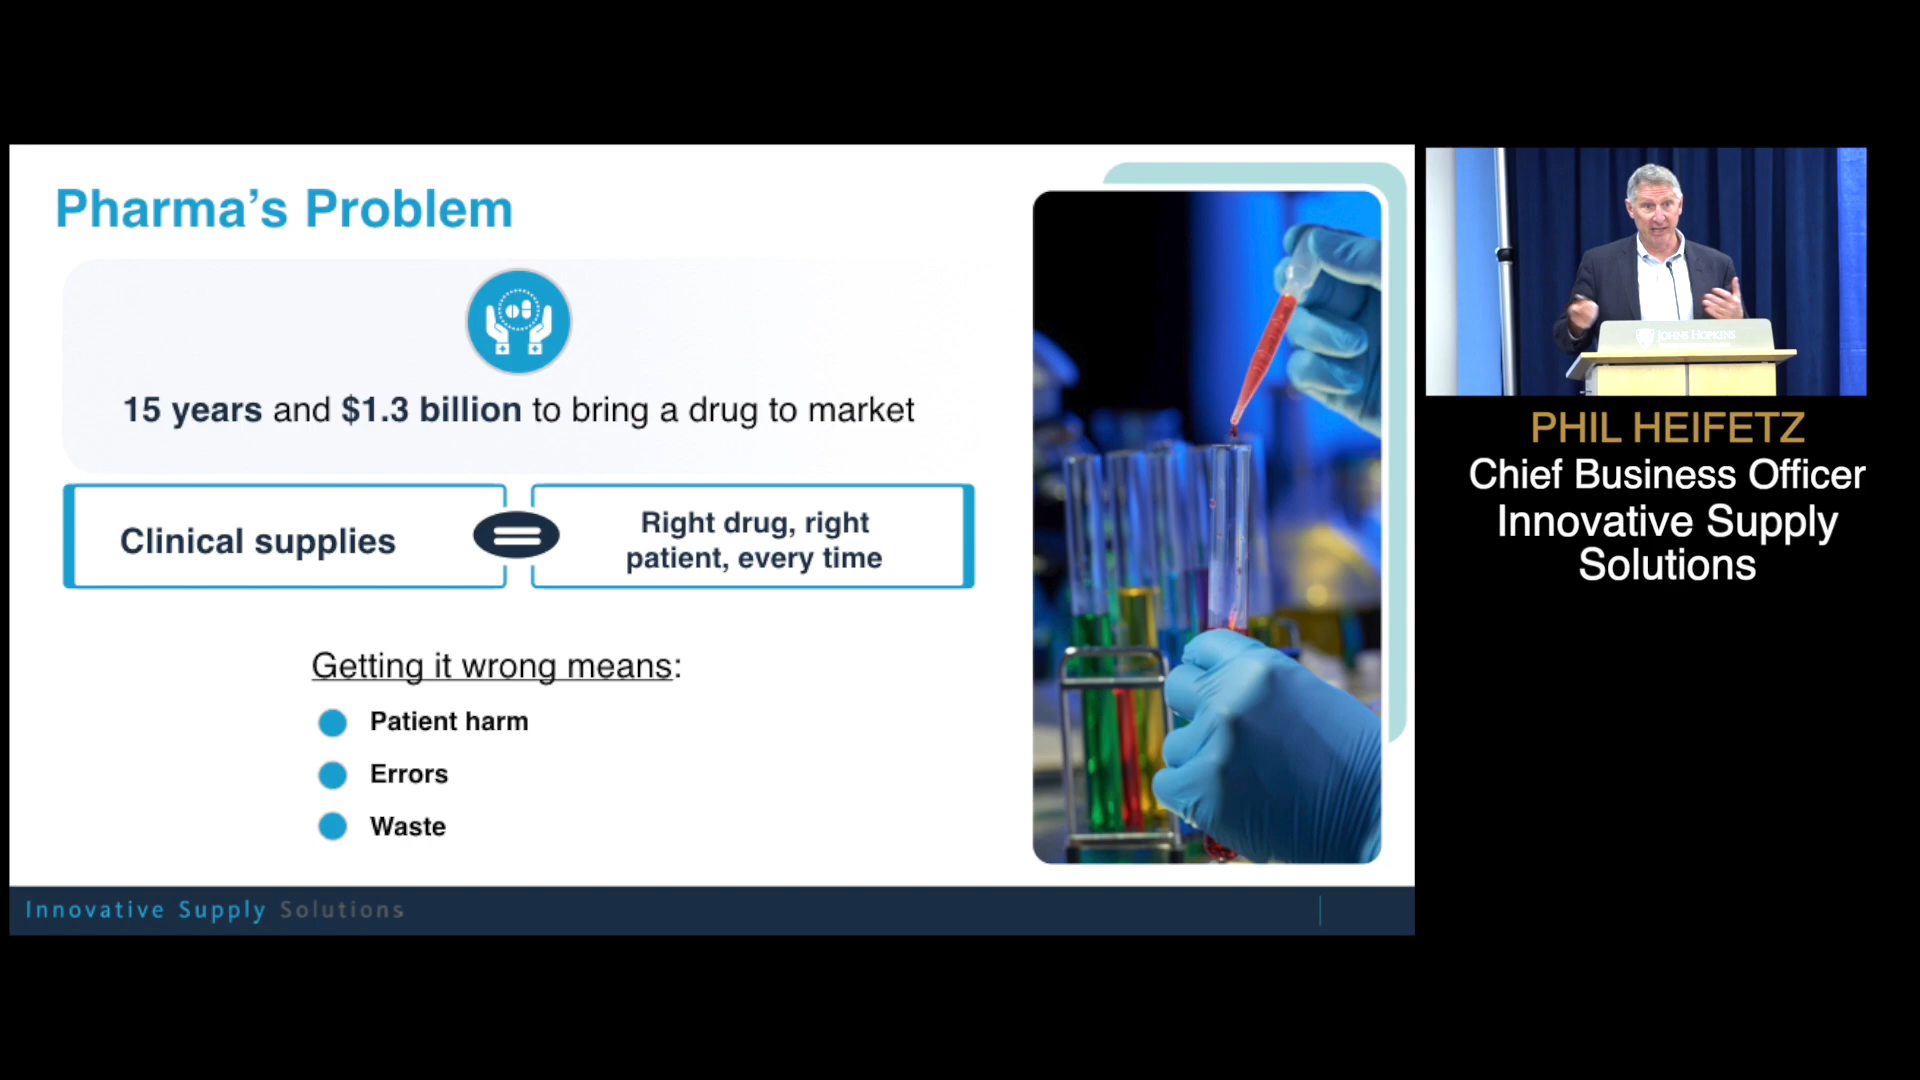 Pharma's Problem
15 years and $1.3 billion to bring a drug to market
Clinical supplies
Right drug, right
patient, every time
Getting it wrong means:
Patient harm
Errors
Waste
Innovative Supply Solutions
JOHNS HOPKINS
PHIL HEIFETZ
Chief Business Officer
Innovative Supply
Solutions